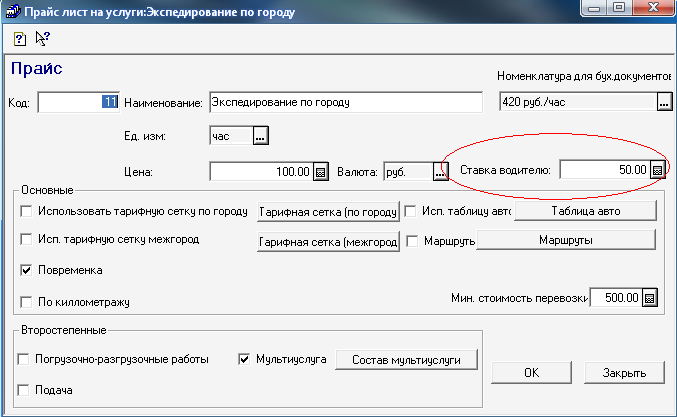 Прайс лист на услуги:Экспедирование по городу
Прайс
Номенклатура для бух.документов
Код: 11 Наименование: Экспедирование по городу 420 руб./час ...
Ед. изм: час ...
Цена: 100.00 Валюта: руб. ... Ставка водителю: 50.00
Основные
Использовать тарифную сетку по городу Тарифная сетка (по городу Исп. таблицу авто Таблица авто
Исп. тарифную сетку межгород Тарифная сетка (межгород Маршруть Маршруты
Повременка
По киллометражу Мин. стоимость перевозки 500.00
Второстепенные
Погрузочно-разгрузочные работы Мультиуслуга Состав мультиуслуги
OK Закрыть
Подача